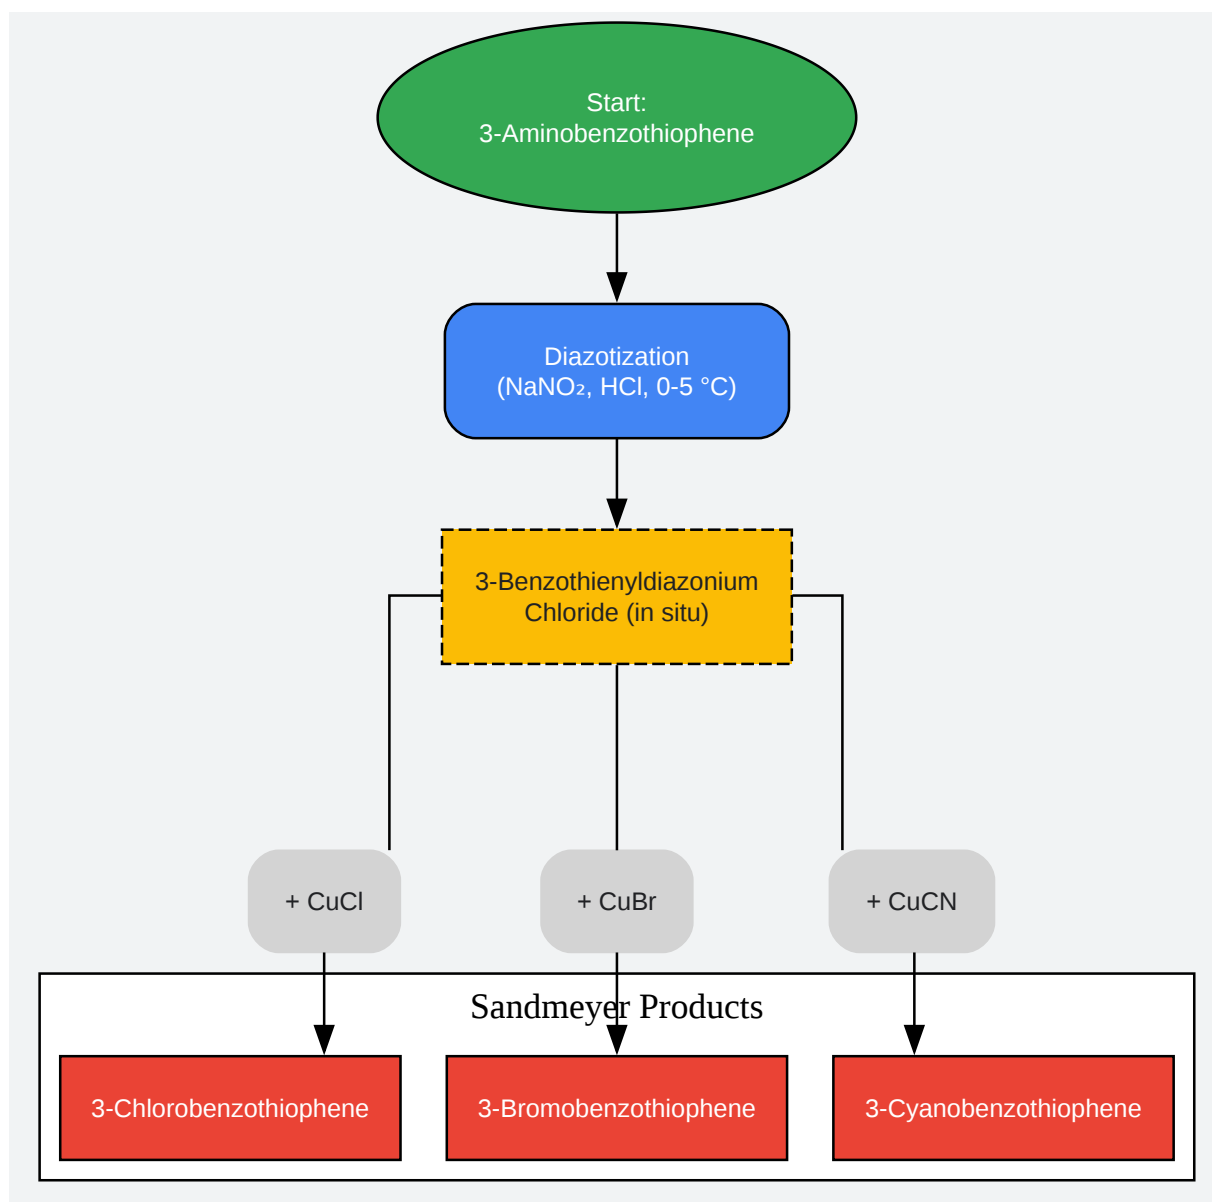 Start:
3-Aminobenzothiophene
Diazotization
(NaNO₂, HCl, 0-5 °C)
3-Benzothienyldiazonium
Chloride (in situ)
+ CuCl
+ CuBr
+ CuCN
Sandmeyer Products
3-Chlorobenzothiophene
3-Bromobenzothiophene
3-Cyanobenzothiophene